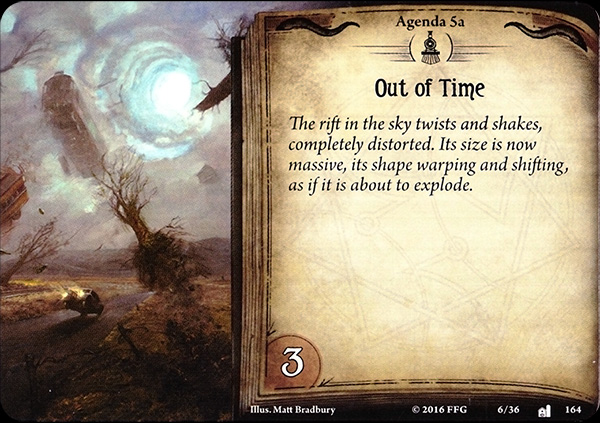 Agenda 5a
Out of Time
The rift in the sky twists and shakes,
completely distorted. Its size is now
massive, its shape warping and shifting,
as if it is about to explode.
3
Illus. Matt Bradbury © 2016 FFG 6/36 164